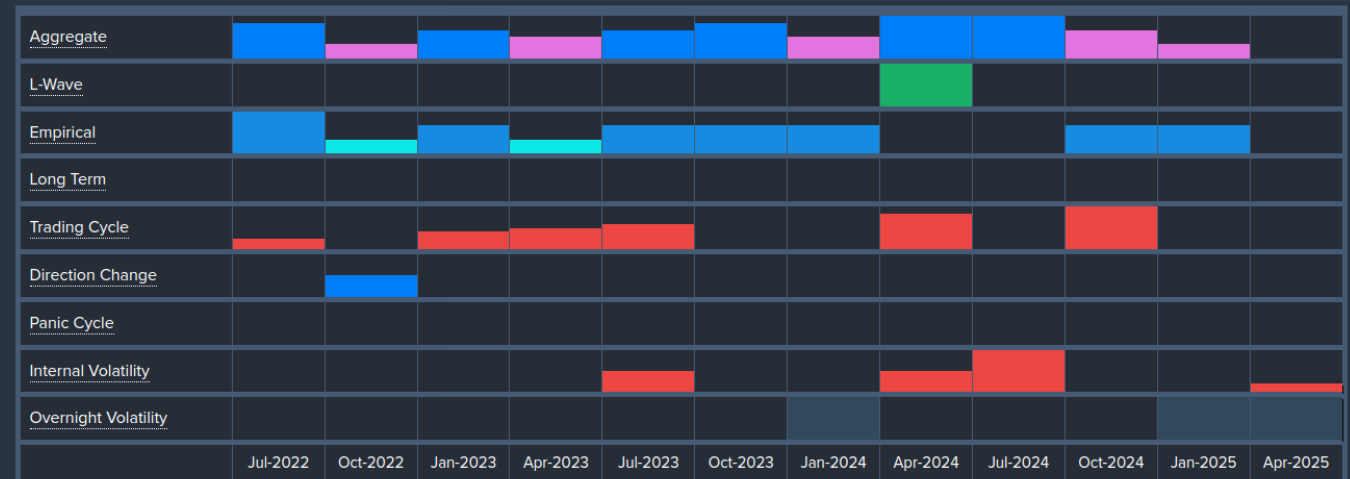 Aggregate
L-Wave
Empirical
Long Term
Trading Cycle
Direction Change
Panic Cycle
Internal Volatility
Overnight Volatility
Jul-2022 Oct-2022 Jan-2023 Apr-2023 Jul-2023 Oct-2023 Jan-2024 Apr-2024 Jul-2024 Oct-2024 Jan-2025 Apr-2025